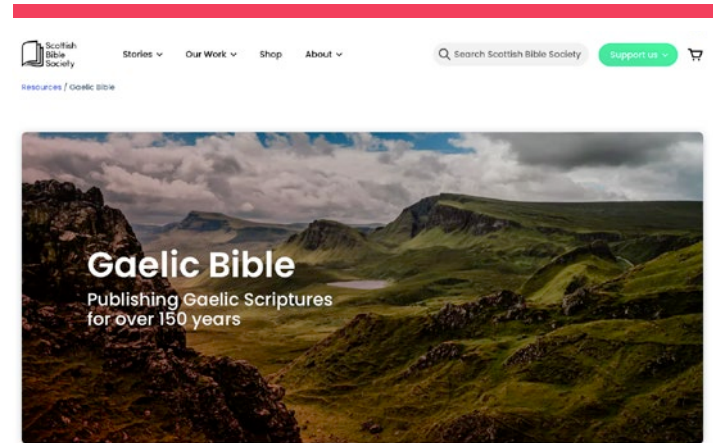 Scottish
Bible
Society
Stories
Our Work
Shop
About
Search Scottish Bible Society
Support us
Resources / Gaelic Bible
Gaelic Bible
Publishing Gaelic Scriptures
for over 150 years